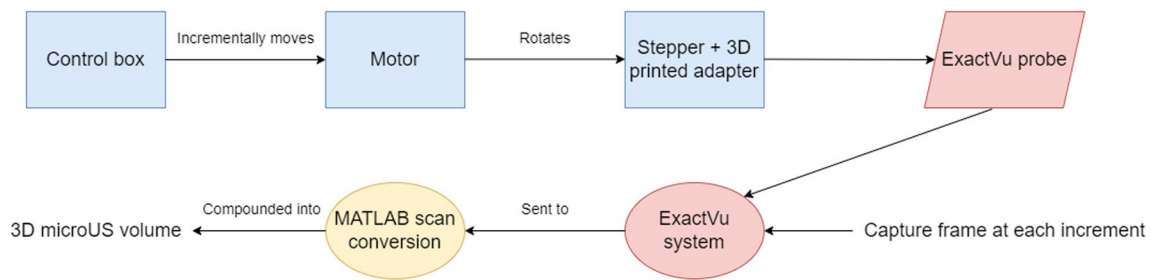 Control box
Incrementally moves
Motor
Rotates
Stepper + 3D
printed adapter
ExactVu probe
3D microUS volume
Compounded into
MATLAB scan
conversion
Sent to
ExactVu
system
Capture frame at each increment